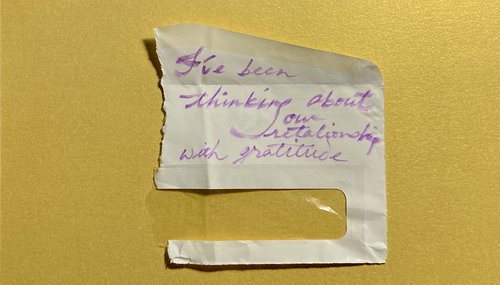 I've been
thinking about
our
relationship
with gratitude